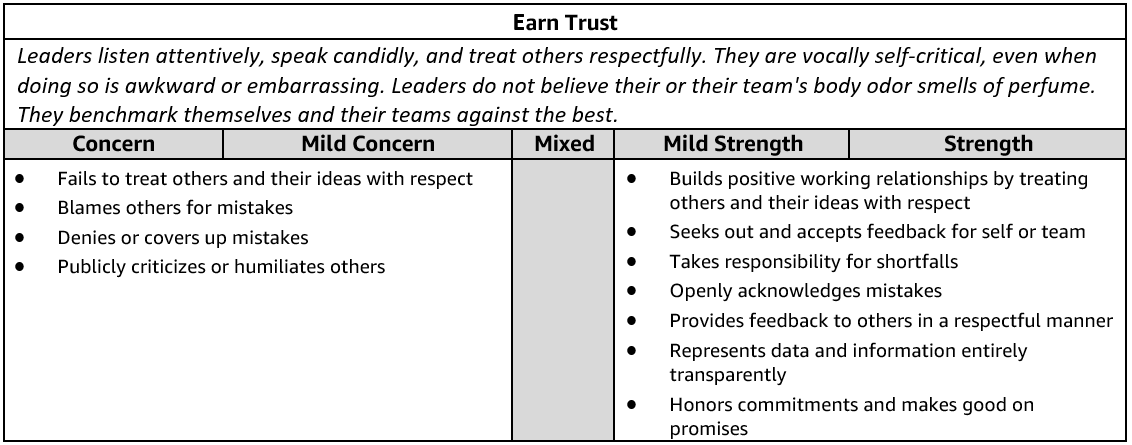 Earn Trust
Leaders listen attentively, speak candidly, and treat others respectfully. They are vocally self-critical, even when
doing so is awkward or embarrassing. Leaders do not believe their or their team's body odor smells of perfume.
They benchmark themselves and their teams against the best.
Concern Mild Concern Mixed Mild Strength Strength
• Fails to treat others and their ideas with respect
• Blames others for mistakes
• Denies or covers up mistakes
• Publicly criticizes or humiliates others
• Builds positive working relationships by treating
others and their ideas with respect
• Seeks out and accepts feedback for self or team
• Takes responsibility for shortfalls
• Openly acknowledges mistakes
• Provides feedback to others in a respectful manner
• Represents data and information entirely
transparently
• Honors commitments and makes good on
promises